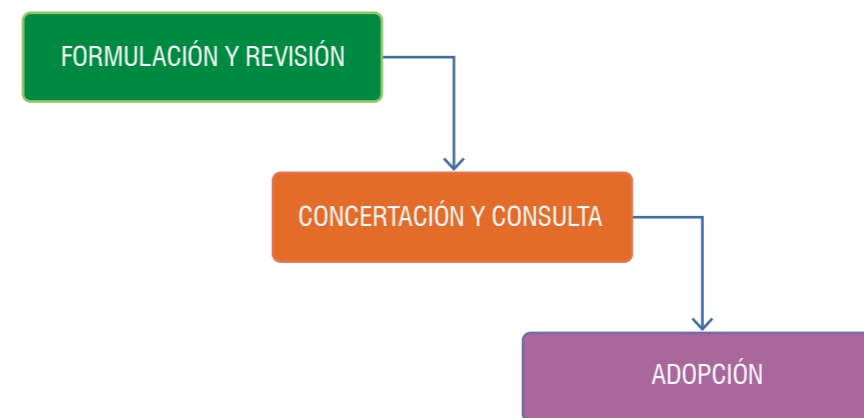 FORMULACIÓN Y REVISIÓN
CONCERTACIÓN Y CONSULTA
ADOPCIÓN